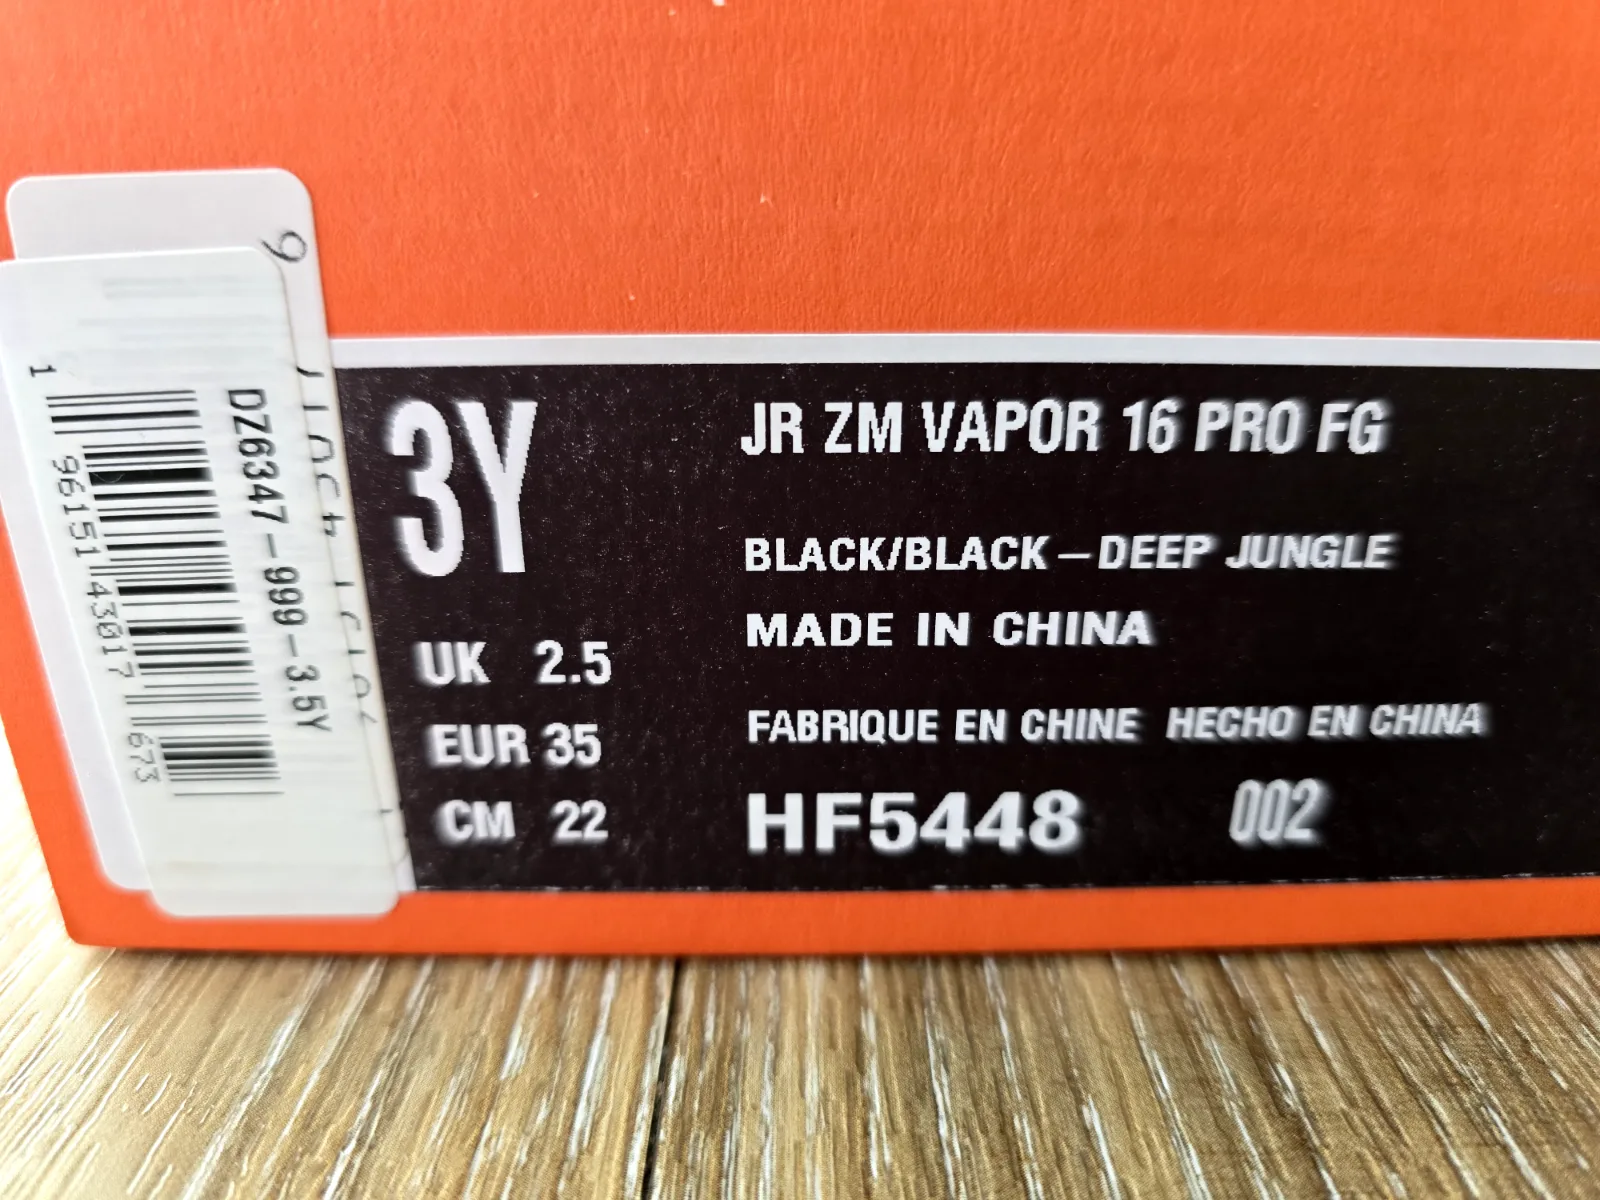 3Y
UK 2.5
EUR 35
CM 22
JR ZM VAPOR 16 PRO FG
BLACK/BLACK–DEEP JUNGLE
MADE IN CHINA
FABRIQUE EN CHINE HECHO EN CHINA
HF5448 002
DZ6347-999-3.5Y
1 96151 43017 673
9